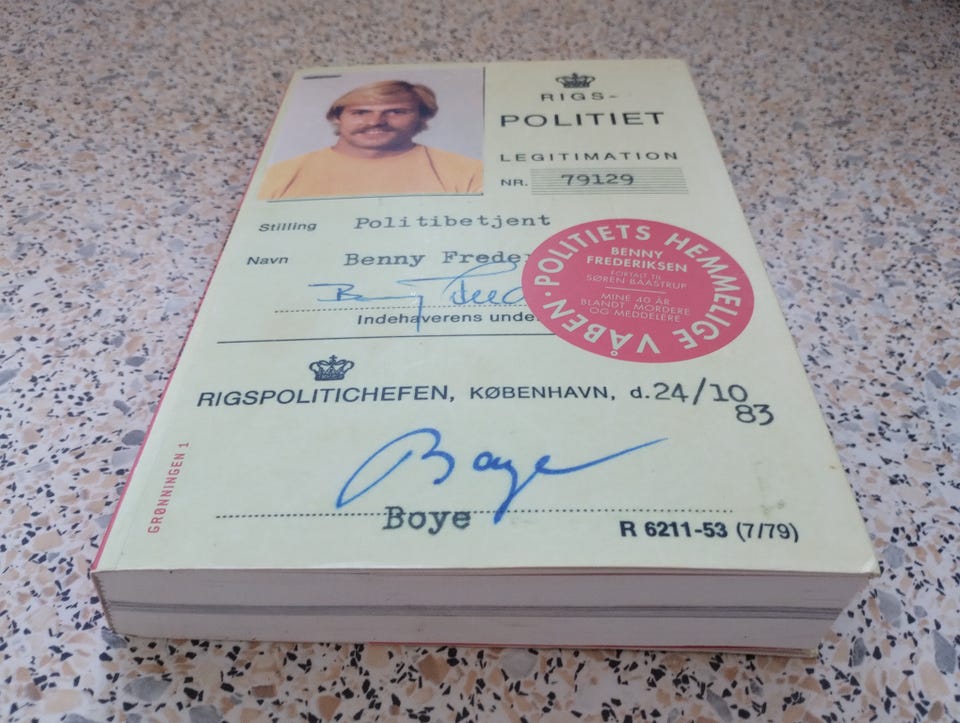 RIGS-
POLITIET
LEGITIMATION
NR. 79129
Stilling Politibetjent
Navn Benny Freder
Indehaverens unde
POLITIETS HEMMELIGE VÅBEN ·
BENNY
FREDERIKSEN
FORTALT TIL
SØREN BAASTRUP
MINE 40 ÅR
BLANDT MORDERE
OG MEDDELERE
RIGSPOLITICHEFEN, KØBENHAVN, d. 24/10
83
Boye
Boye
R 6211-53 (7/79)
GRØNNINGEN 1